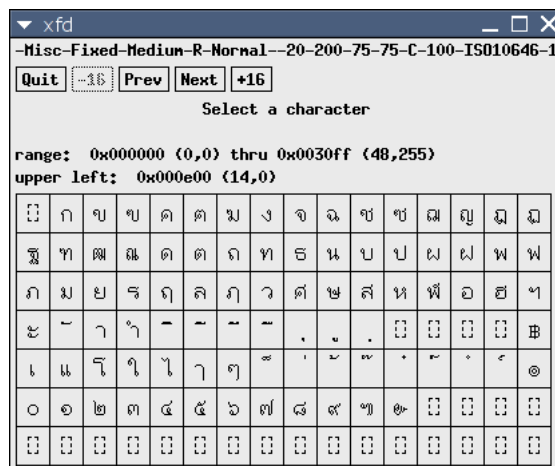 xfd
-Misc-Fixed-Medium-R-Normal--20-200-75-75-C-100-ISO10646-1
Quit -16 Prev Next +16
Select a character
range: 0x000000 (0,0) thru 0x0030ff (48,255)
upper left: 0x000e00 (14,0)
ก ข ฃ ค ฅ ฆ ง จ ฉ ช ซ ฌ ญ ฎ ฏ
ฐ ฑ ฒ ณ ด ต ถ ท ธ น บ ป ผ ฝ พ ฟ
ภ ม ย ร ฤ ล ฦ ว ศ ษ ส ห ฬ อ ฮ ฯ
ะ ั า ำ ิ ี ึ ื ุ ู ฺ ฿
เ แ โ ใ ไ ๅ ๆ ็ ่ ้ ๊ ๋ ์ ํ ๎ ๏
๐ ๑ ๒ ๓ ๔ ๕ ๖ ๗ ๘ ๙ ๚ ๛